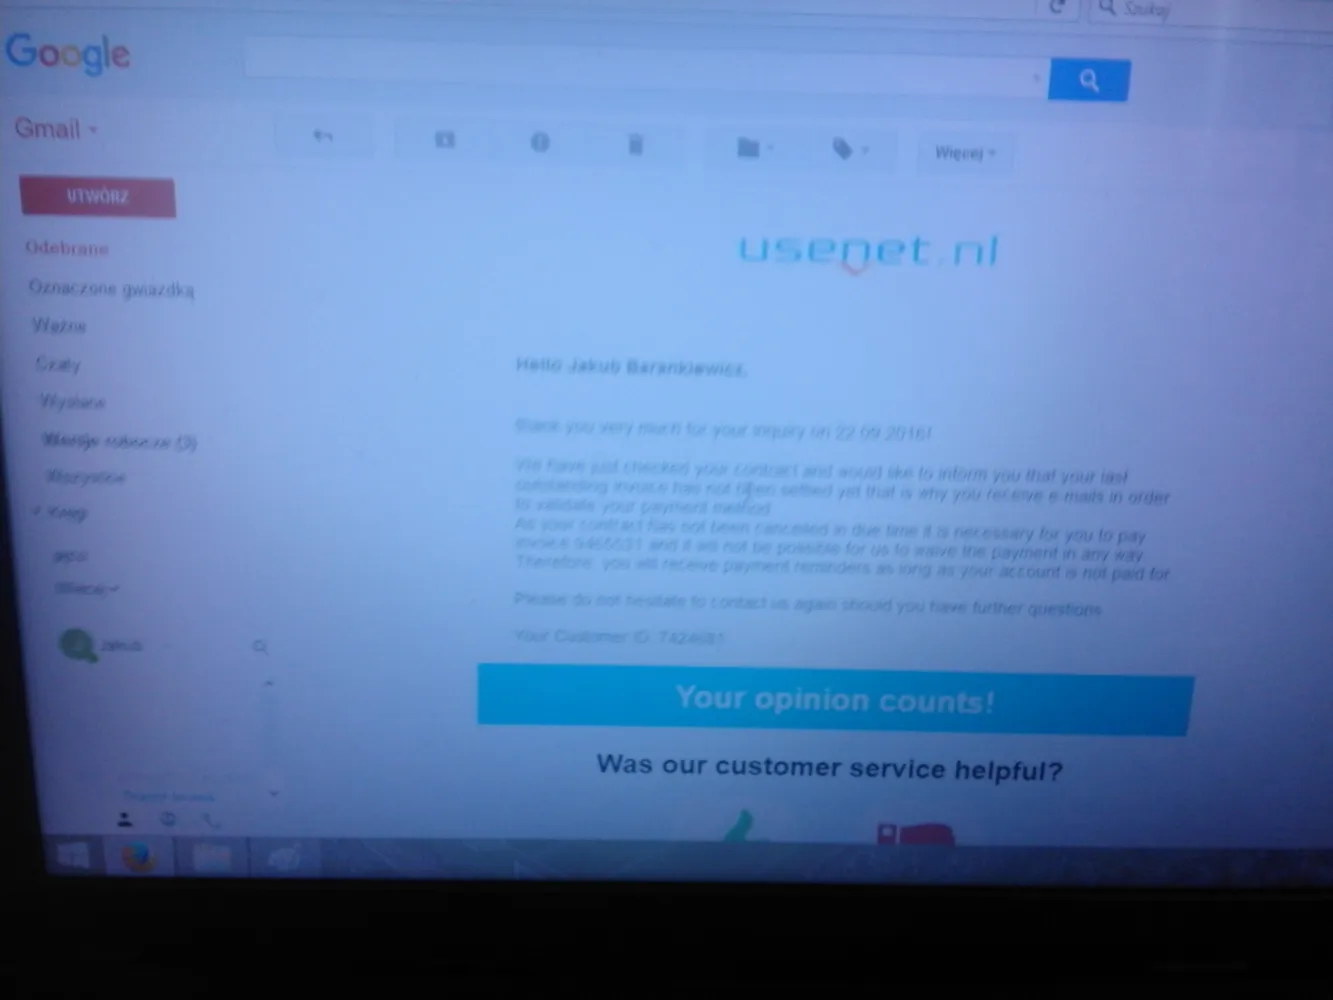 Szukaj
Google
Gmail
Więcej
UTWÓRZ
usenet.nl
Odebrane
Oznaczone gwiazdką
Ważne
Czaty
Hello Jakub Barankiewicz,
Wysłane
Thank you very much for your inquiry on 22.09.2016!
Wersje robocze (3)
We have just checked your contract and would like to inform you that your last
Wszystkie
outstanding invoice has not been settled yet that is why you receive e-mails in order
to validate your payment method.
As your contract has not been cancelled in due time it is necessary for you to pay
invoice and it will not be possible for us to waive the payment in any way.
Therefore, you will receive payment reminders as long as your account is not paid for.
Więcej
Please do not hesitate to contact us again should you have further questions.
Your Customer ID:
Jakub
Your opinion counts!
Was our customer service helpful?